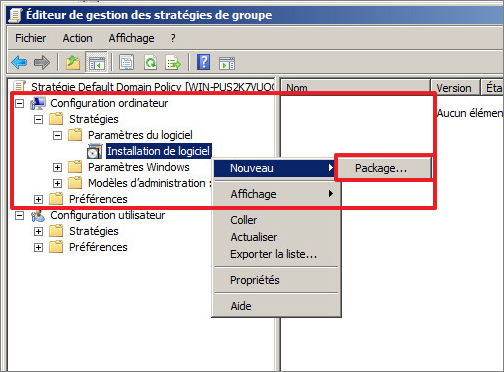 Éditeur de gestion des stratégies de groupe
Fichier Action Affichage ?
Stratégie Default Domain Policy [WIN-PUS2K7VUO
Nom Version Éta
Configuration ordinateur
Aucun élémen
Stratégies
Paramètres du logiciel
Installation de logiciel
Paramètres Windows
Nouveau
Package...
Modèles d'administration :
Affichage
Préférences
Configuration utilisateur
Coller
Stratégies
Actualiser
Préférences
Exporter la liste...
Propriétés
Aide